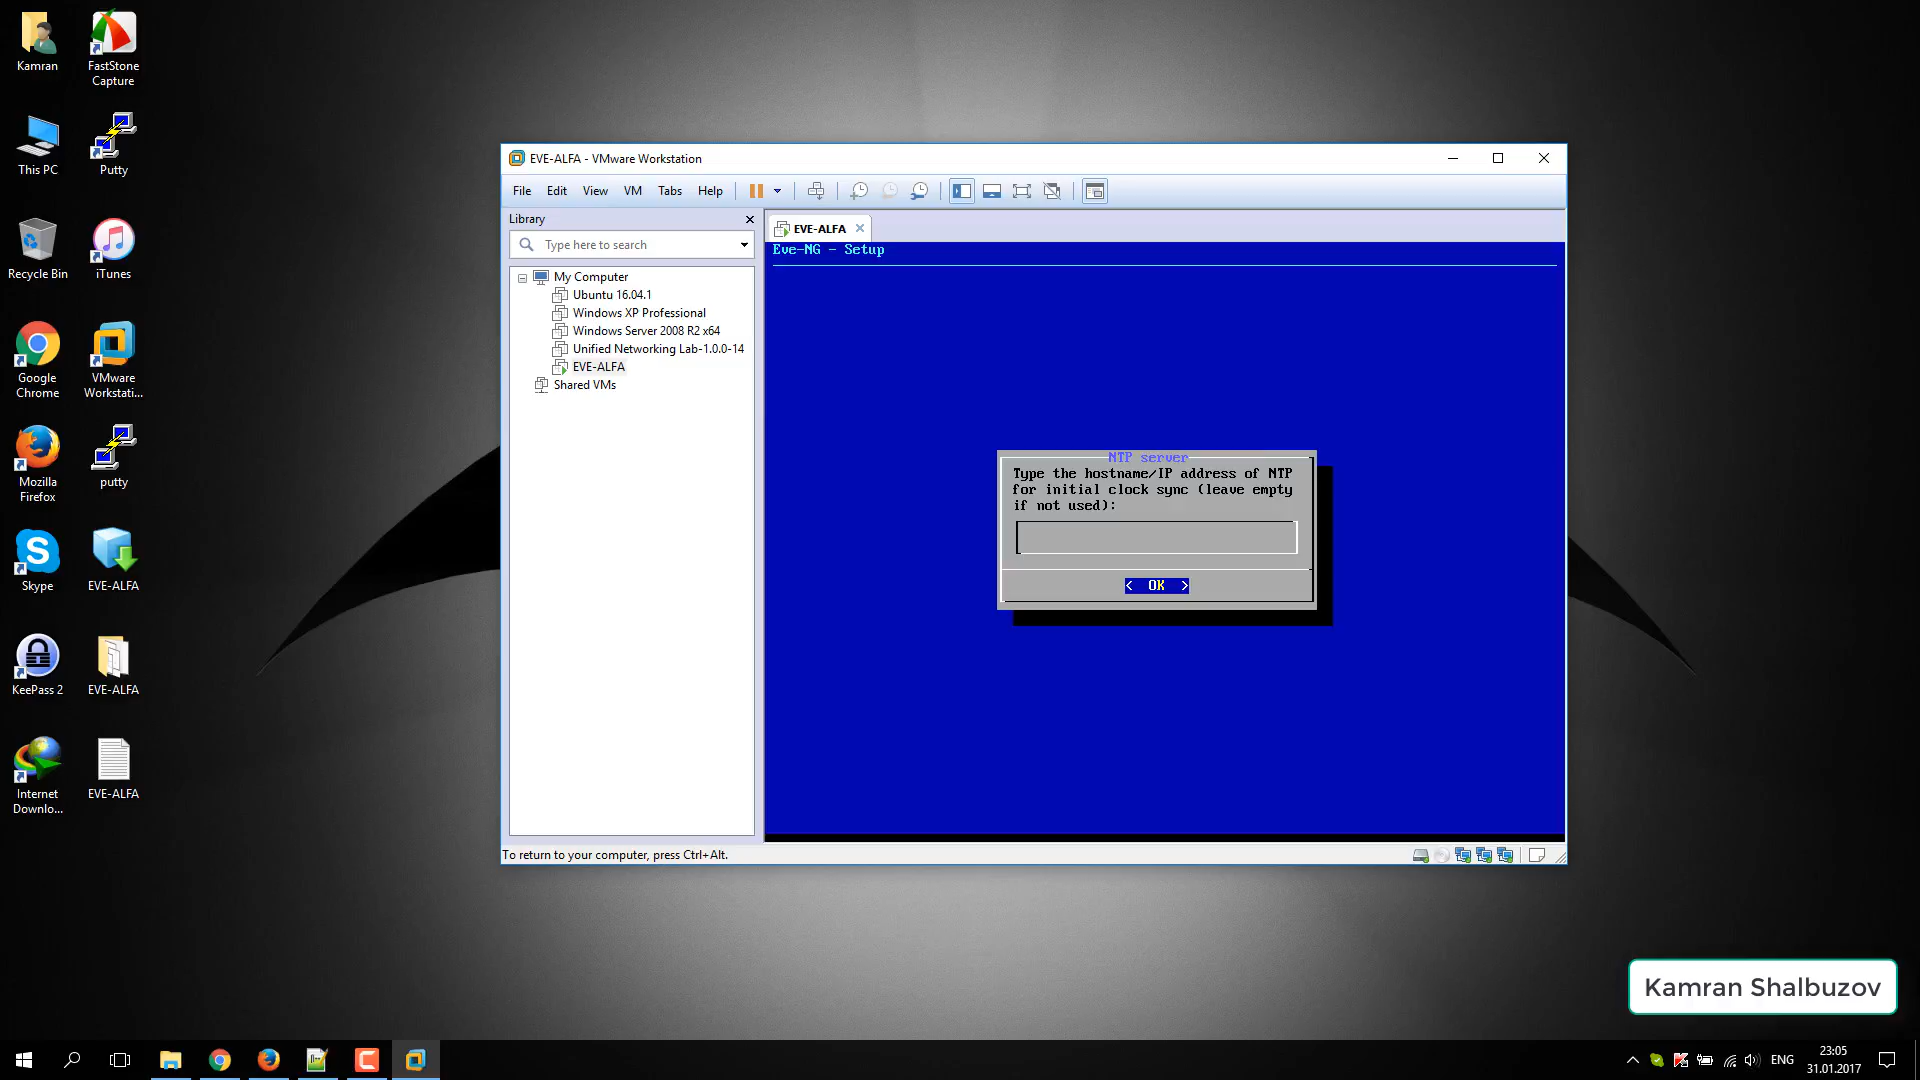 Kamran
FastStone
Capture
This PC
Putty
Recycle Bin
iTunes
Google
Chrome
VMware
Workstati...
Mozilla
Firefox
putty
Skype
EVE-ALFA
KeePass 2
EVE-ALFA
Internet
Downlo...
EVE-ALFA
EVE-ALFA - VMware Workstation
File Edit View VM Tabs Help
Library
Type here to search
My Computer
Ubuntu 16.04.1
Windows XP Professional
Windows Server 2008 R2 x64
Unified Networking Lab-1.0.0-14
EVE-ALFA
Shared VMs
EVE-ALFA
Eve-NG - Setup
NTP server
Type the hostname/IP address of NTP
for initial clock sync (leave empty
if not used):
< OK >
To return to your computer, press Ctrl+Alt.
Kamran Shalbuzov
ENG
23:05
31.01.2017